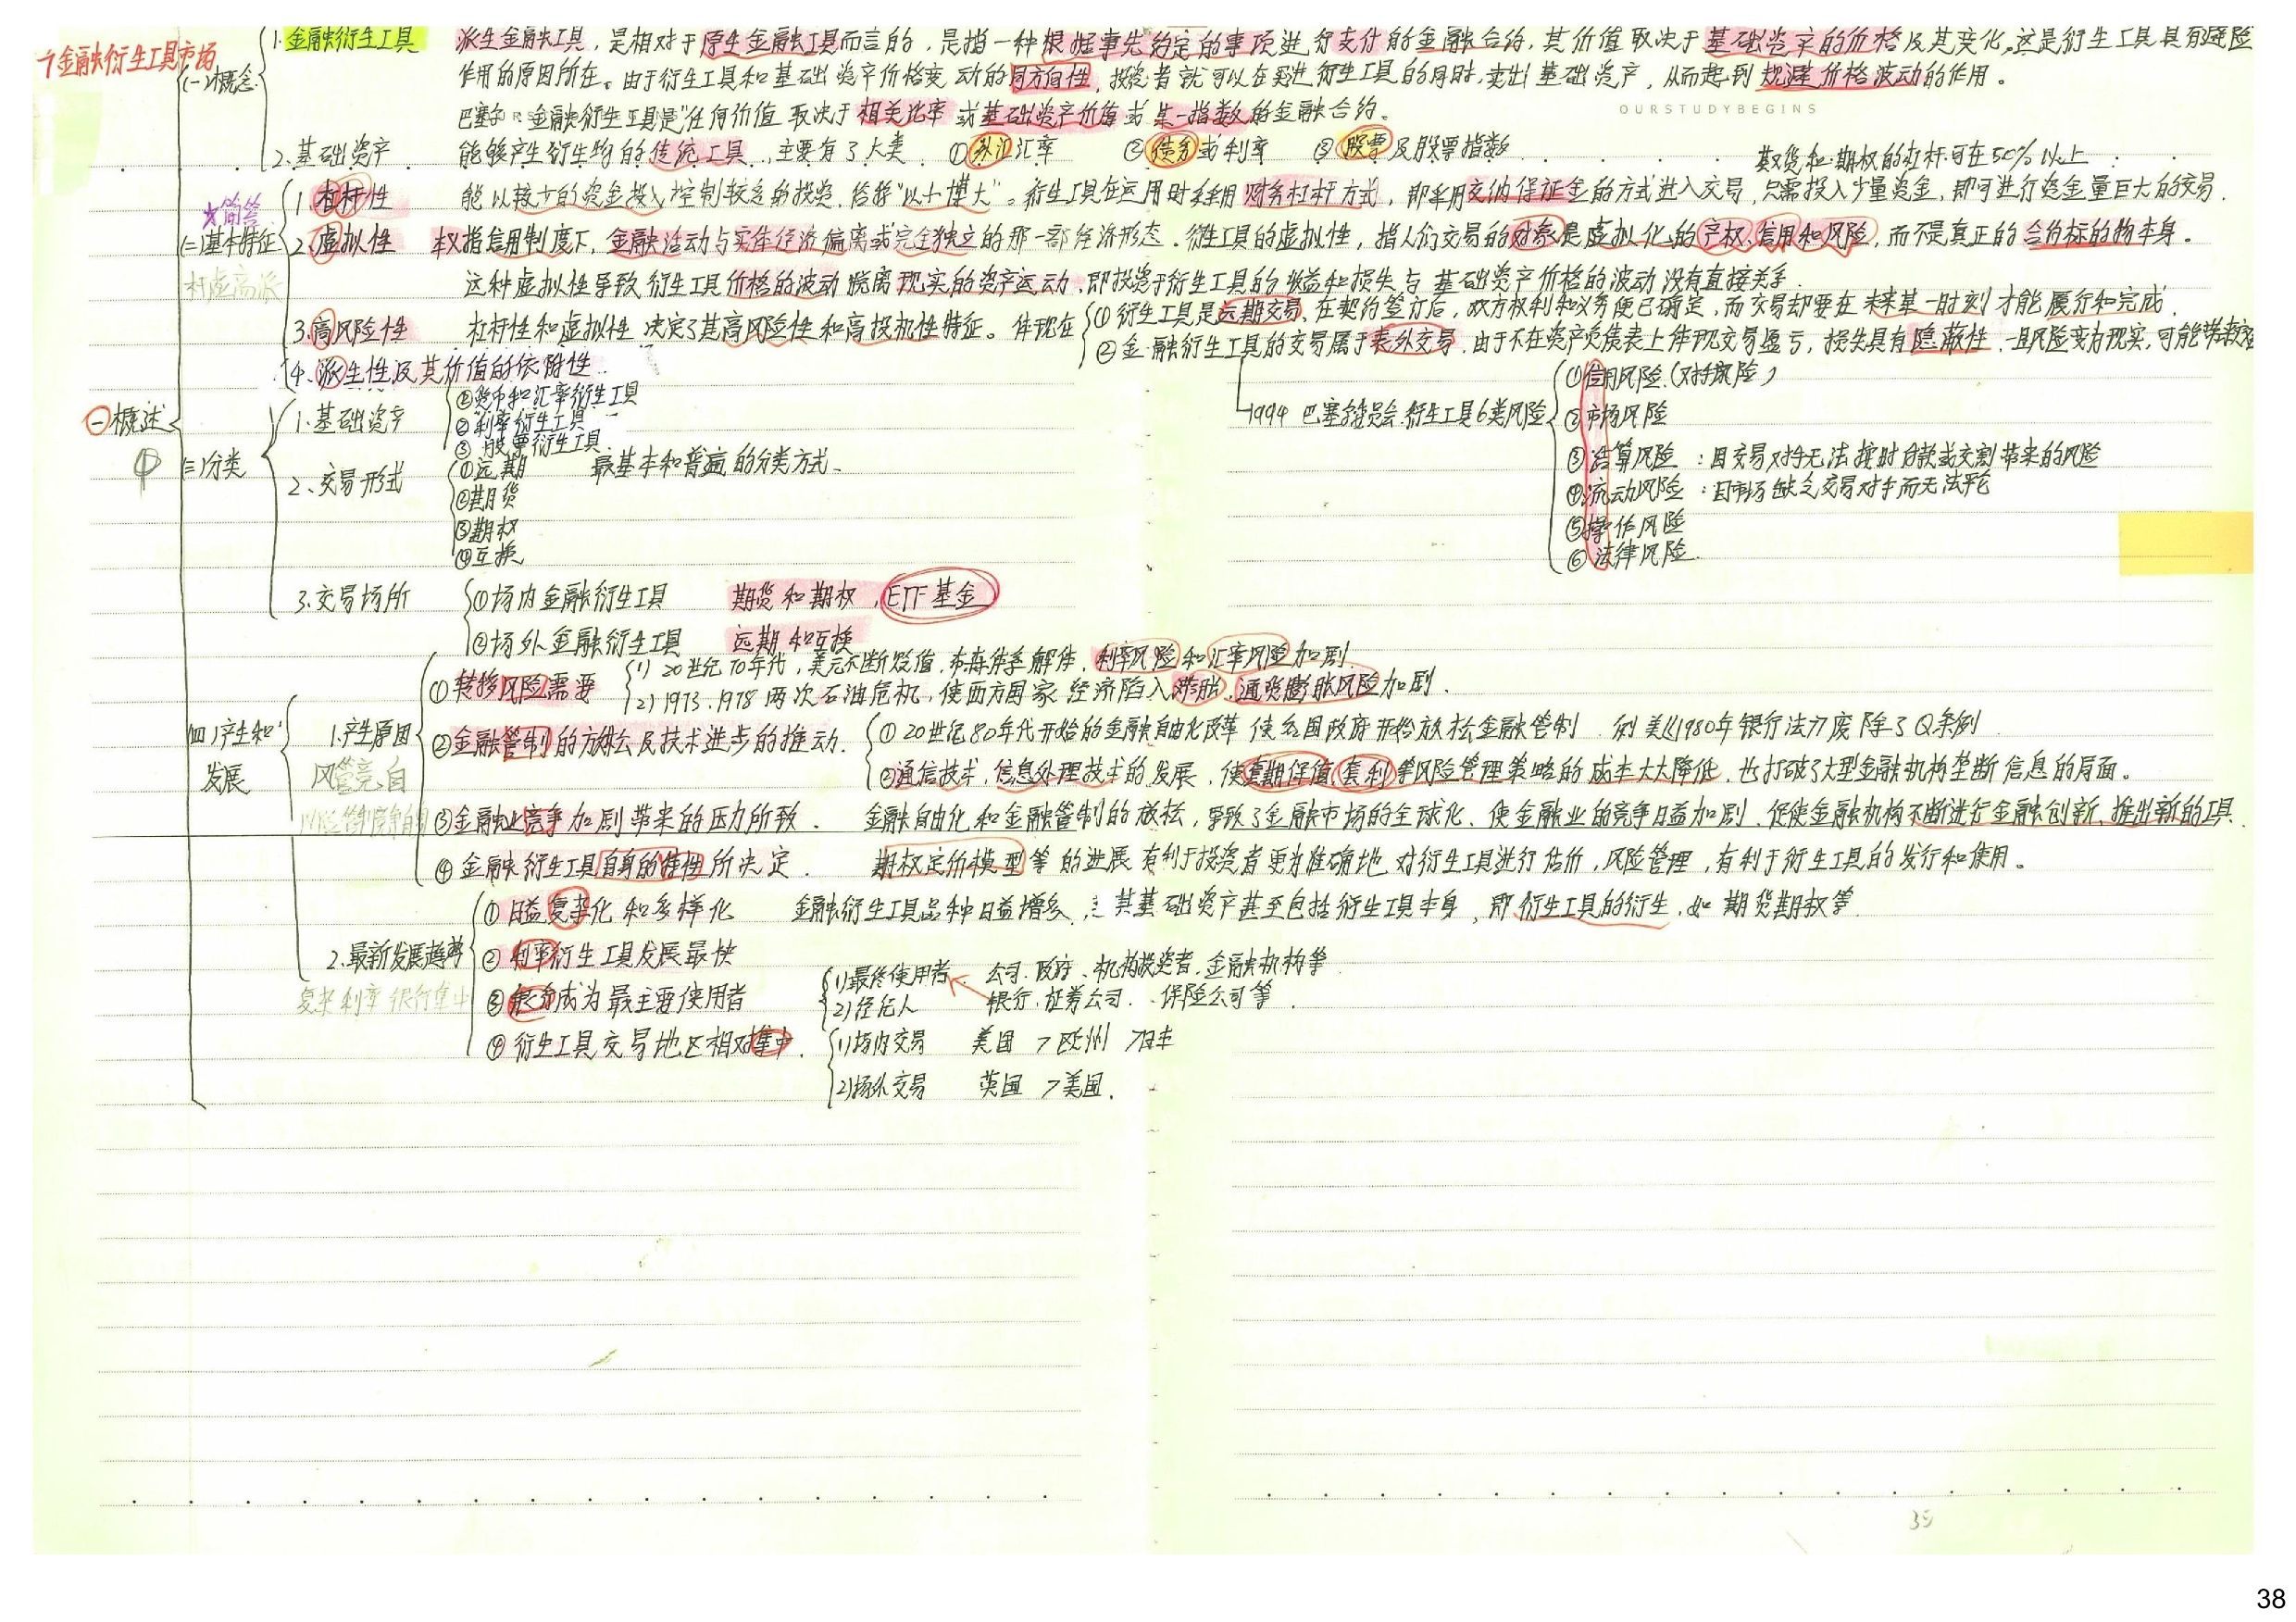 个金融衍生工具市场
(一)概念
1.金融衍生工具 派生金融工具，是相对于原生金融工具而言的，是指一种根据事先约定的事项进行支付的金融合约，其价值取决于基础资产的价格及其变化，这是衍生工具具有避险
作用的原因所在。由于衍生工具和基础资产价格变动的同方向性，投资者就可以在买进衍生工具的同时，卖出基础资产，从而起到规避价格波动的作用。
OURSTUDYBEGINS
巴塞尔：金融衍生工具是"任何价值取决于相关比率或基础资产价值或某一指数的金融合约。
2.基础资产 能够产生衍生物的传统工具，主要有3大类 ①外汇汇率 ②债务或利率 ③股票及股票指数
期货和期权的杠杆可在50%以上
★简答
(二)基本特征
杠虚高派
1.杠杆性 能以较少的资金投入控制较多的投资，俗称"以小博大"。衍生工具在运用时采用财务杠杆方式，即采用交纳保证金的方式进入交易，只需投入少量资金，即可进行资金量巨大的交易.
2.虚拟性 本权指信用制度下，金融活动与实体经济偏离或完全独立的那一部经济形态。衍生工具的虚拟性，指人们交易的对象是虚拟化的产权、信用和风险，而不是真正的合约标的物本身。
这种虚拟性导致衍生工具价格的波动脱离现实的资产运动，即投资于衍生工具的收益和损失与基础资产价格的波动没有直接关系.
3.高风险性 杠杆性和虚拟性决定了其高风险性和高投机性特征。体现在
①衍生工具是远期交易，在契约签订后，双方权利和义务便已确定，而交易却要在未来某一时刻才能履行和完成.
②金融衍生工具的交易属于表外交易，由于不在资产负债表上体现交易盈亏，损失具有隐蔽性，一旦风险变为现实，可能带来
4.派生性及其价值的依附性.
1994 巴塞尔委员会.衍生工具6类风险
①信用风险.(对手风险)
②市场风险
③结算风险：因交易对手无法按时付款或交割带来的风险
④流动风险：因市场缺乏交易对手而无法平仓
⑤操作风险
⑥法律风险.
㊀概述
①
(三)分类
1.基础资产
①货币和汇率衍生工具
②利率衍生工具
③股票衍生工具
2.交易形式 最基本和普遍的分类方式.
①远期
②期货
③期权
④互换
3.交易场所
①场内金融衍生工具 期货和期权，ETF基金
②场外金融衍生工具 远期和互换
(四)产生和发展
1.产生原因
风管竞自
①转移风险需要
1) 20世纪70年代，美元不断贬值，布森体系解体，利率风险和汇率风险加剧.
2) 1973、1978两次石油危机，使西方国家经济陷入滞胀，通货膨胀风险加剧.
②金融管制的放松及技术进步的推动.
①20世纪80年代开始的金融自由化改革使各国政府开始放松金融管制 例美《1980年银行法》废除了Q条例
②通信技术，信息处理技术的发展，使套期保值、套利等风险管理策略的成本大大降低，也打破了大型金融机构垄断信息的局面。
③金融业竞争加剧带来的压力所致. 金融自由化和金融管制的放松，导致了金融市场的全球化，使金融业的竞争日益加剧，促使金融机构不断进行金融创新，推出新的工具.
④金融衍生工具自身的特性所决定. 期权定价模型等的进展有利于投资者更为准确地对衍生工具进行估价，风险管理，有利于衍生工具的发行和使用。
2.最新发展趋势
复杂利率银行集中
①日益复杂化和多样化 金融衍生工具品种日益增多，其基础资产甚至包括衍生工具本身，即衍生工具的衍生，如期货期权等.
②利率衍生工具发展最快
③银行成为最主要使用者
1)最终使用者 公司、政府、机构投资者、金融机构等
2)经纪人 银行、证券公司、保险公司等.
④衍生工具交易地区相对集中.
1)场内交易 美国 >欧州 >日本
2)场外交易 英国 >美国.
35
38